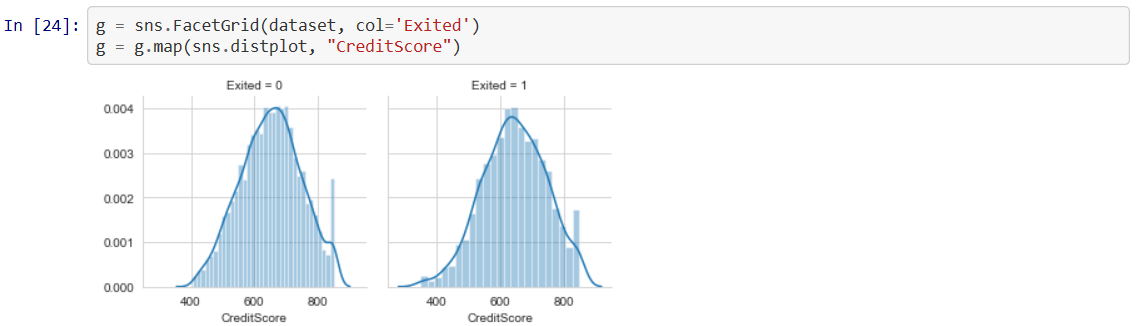 In [24]: g = sns.FacetGrid(dataset, col='Exited')
g = g.map(sns.distplot, "CreditScore")
Exited = 0
Exited = 1
0.004
0.003
0.002
0.001
0.000
400 600 800
400 600 800
CreditScore
CreditScore